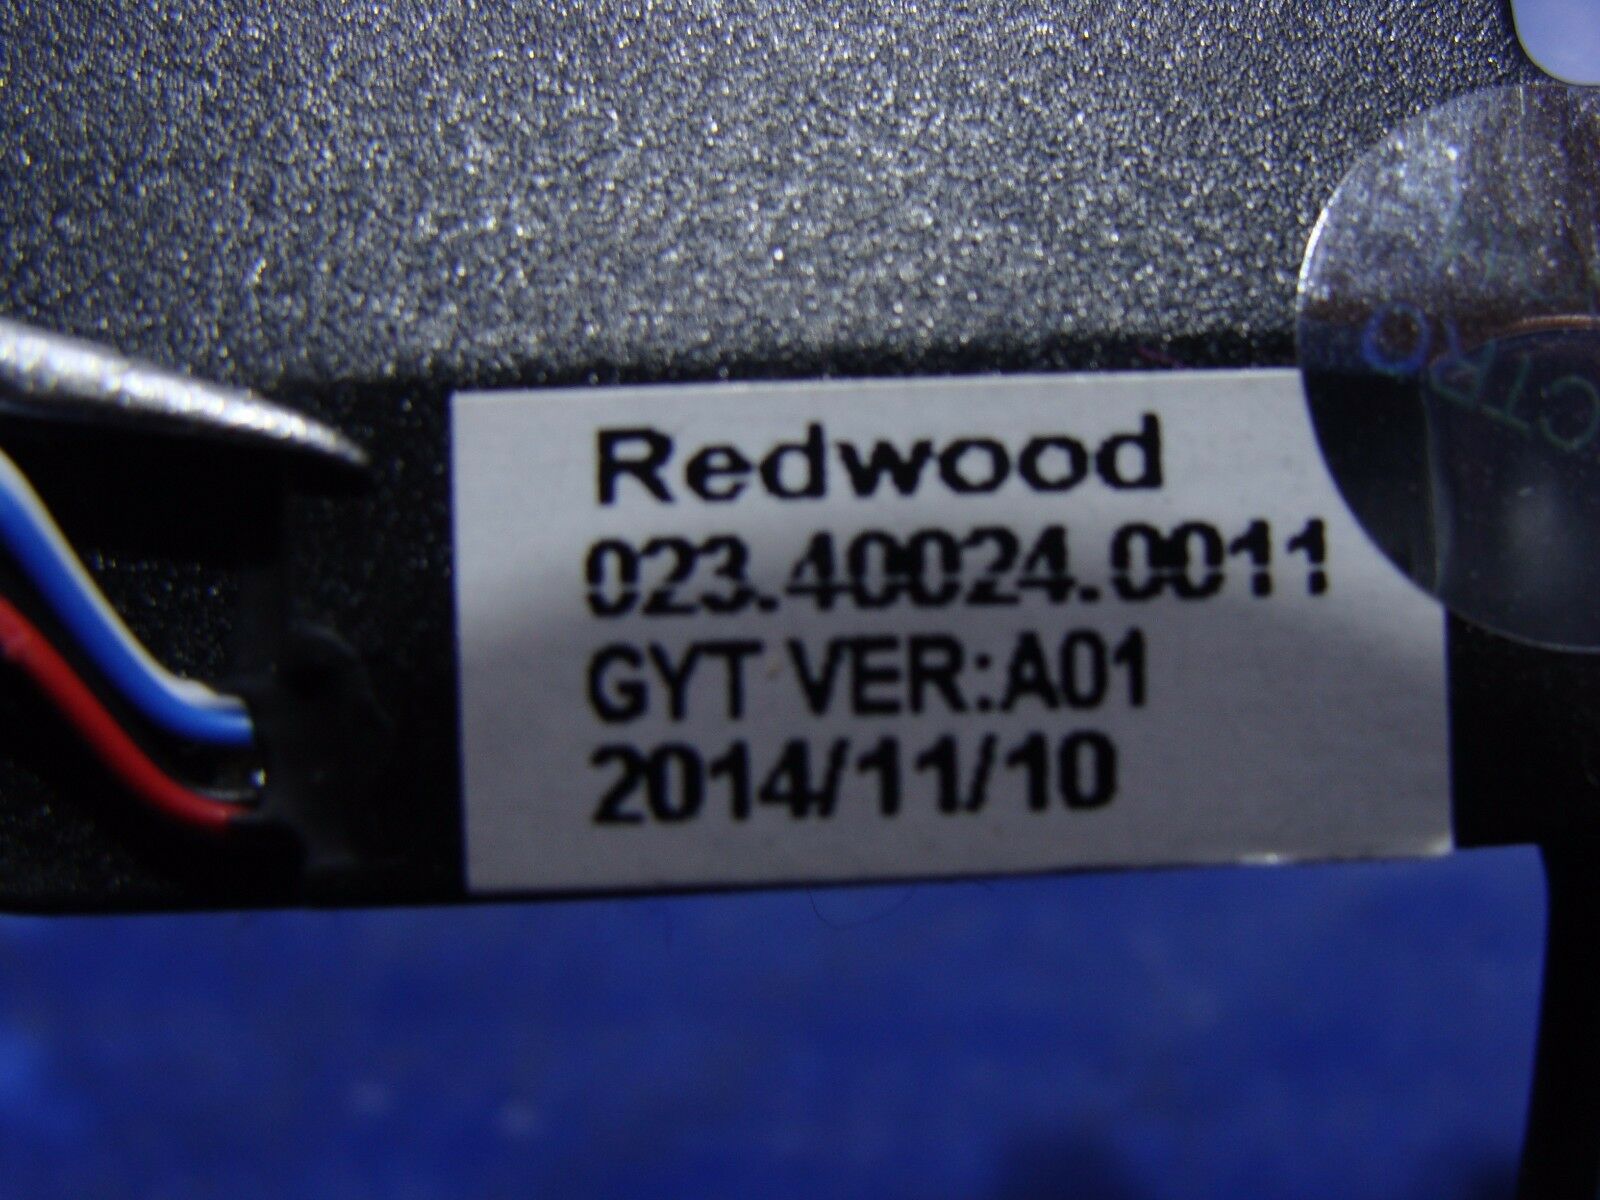 Redwood
023.40024.0011
GYT VER:A01
2014/11/10